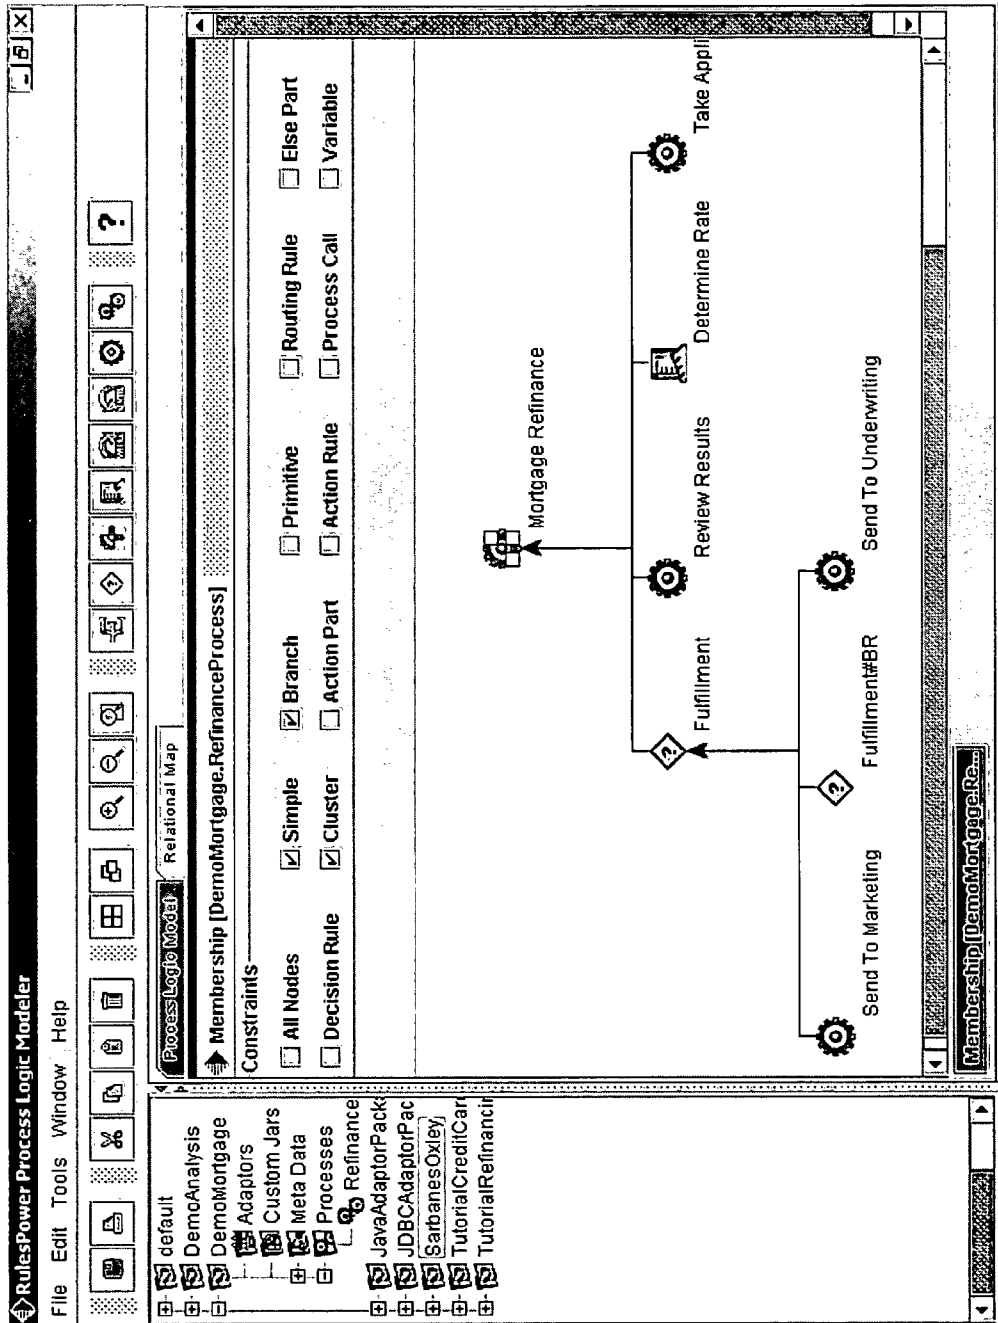 RulesPower Process Logic Modeler
File Edit Tools Window Help
default
DemoAnalysis
DemoMortgage
Adaptors
Custom Jars
Meta Data
Processes
Refinance
JavaAdaptorPack
JDBCAdaptorPac
SarbanesOxley
TutorialCreditCar
TutorialRefinancin
Process Logic Model Relational Map
Membership [DemoMortgage.RefinanceProcess]
Constraints
All Nodes Simple Branch Primitive Routing Rule Else Part
Decision Rule Cluster Action Part Action Rule Process Call Variable
Mortgage Refinance
Fulfillment Review Results Determine Rate Take Appli
Send To Marketing Fulfillment#BR Send To Underwriting
Membership [DemoMortgage.Re...